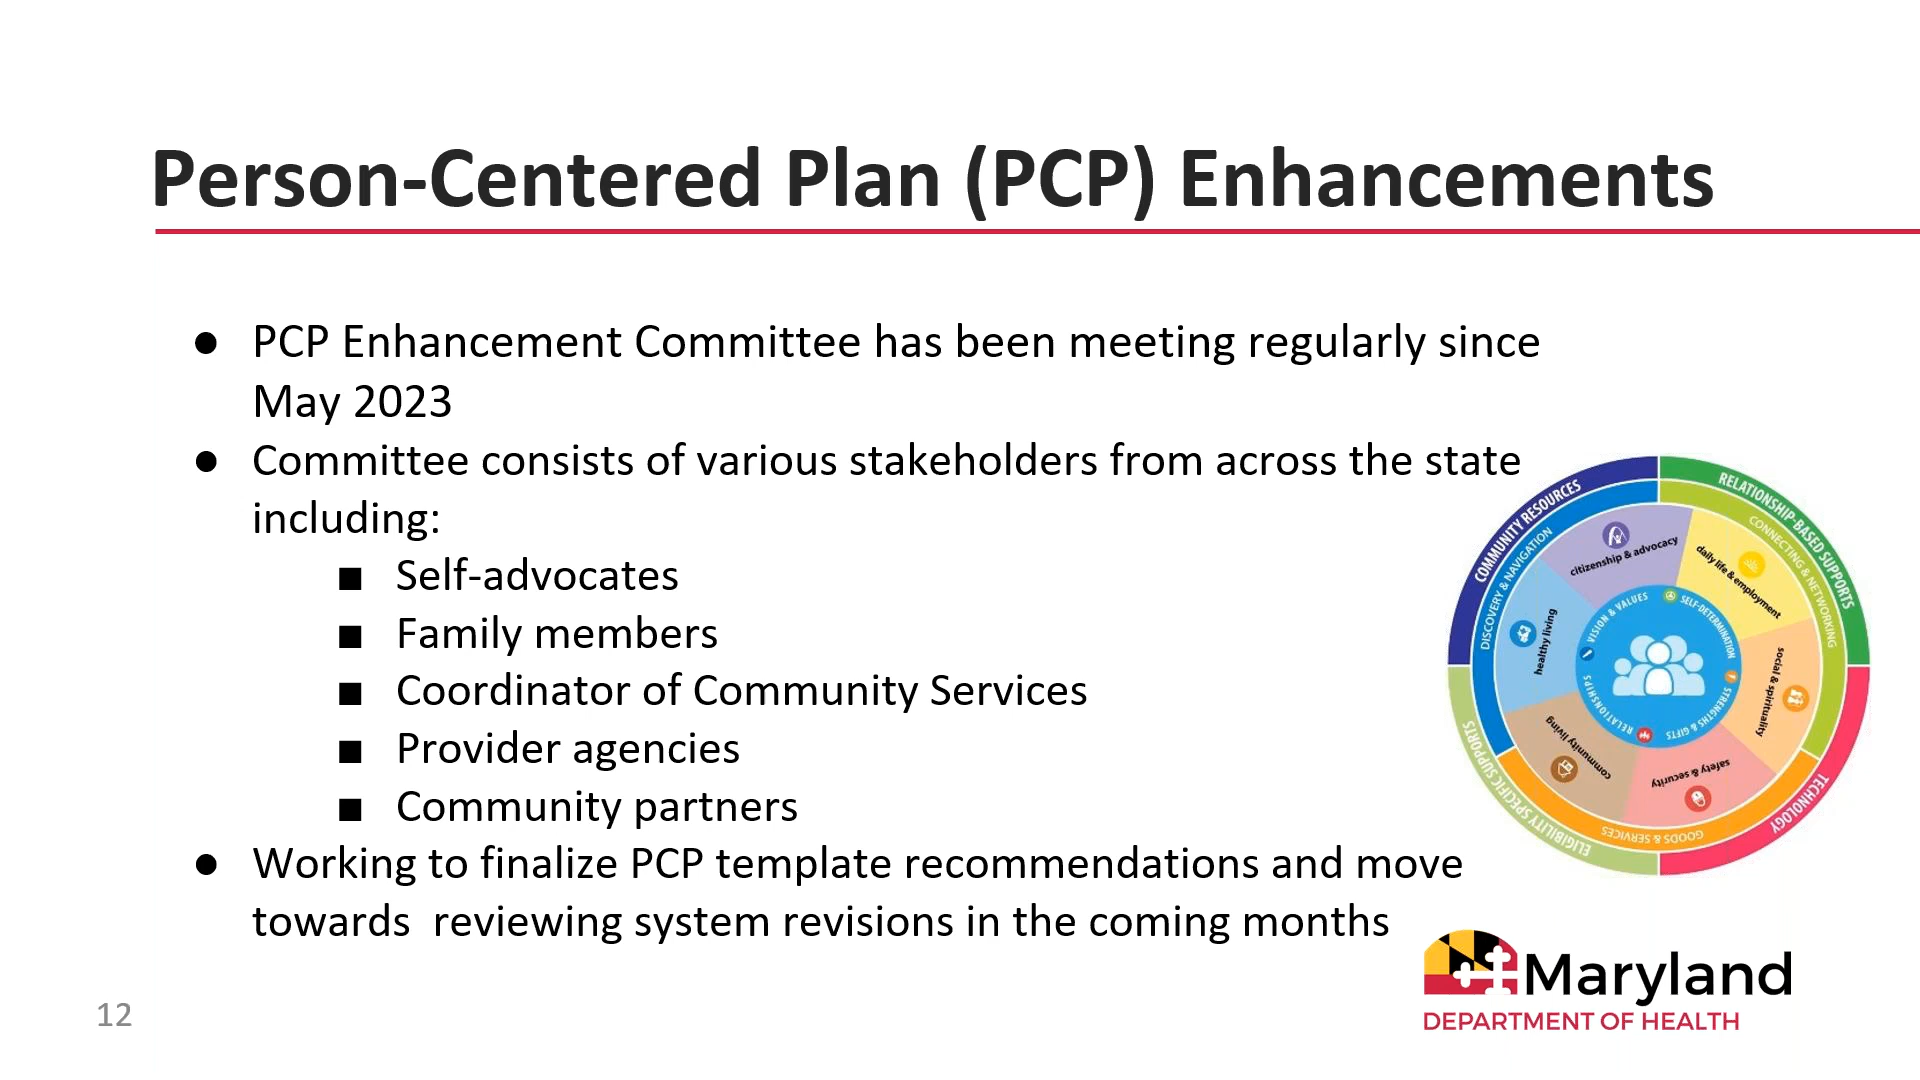 Person-Centered Plan (PCP) Enhancements
● PCP Enhancement Committee has been meeting regularly since
May 2023
● Committee consists of various stakeholders from across the state
including:
■ Self-advocates
■ Family members
■ Coordinator of Community Services
■ Provider agencies
■ Community partners
● Working to finalize PCP template recommendations and move
towards  reviewing system revisions in the coming months
COMMUNITY RESOURCES
RELATIONSHIP-BASED SUPPORTS
TECHNOLOGY
ELIGIBILITY SPECIFIC SUPPORTS
DISCOVERY & NAVIGATION
CONNECTING & NETWORKING
GOODS & SERVICES
citizenship & advocacy
daily life & employment
social & spirituality
safety & security
community living
healthy living
VISION & VALUES
SELF-DETERMINATION
STRENGTHS & GIFTS
RELATIONSHIPS
Maryland
DEPARTMENT OF HEALTH
12